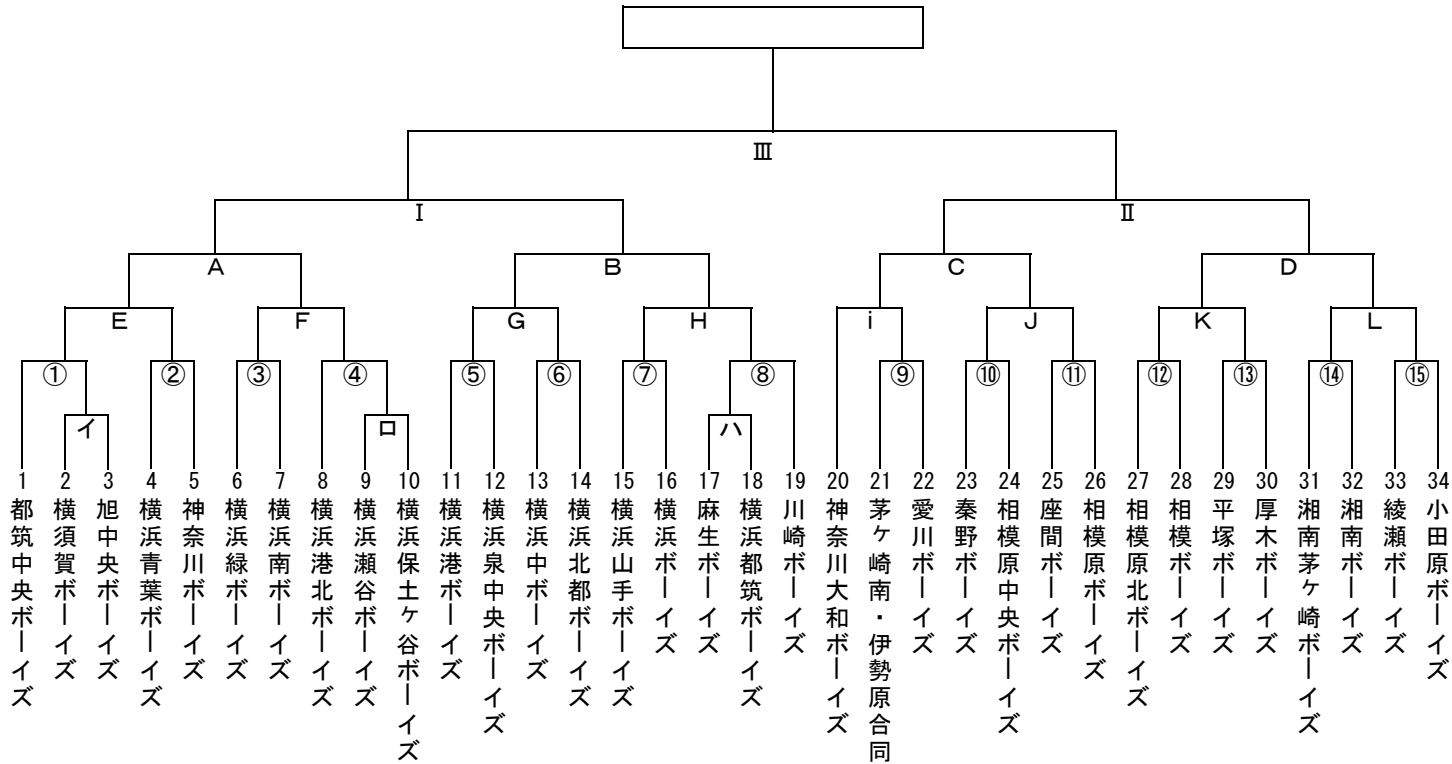 Ⅲ
Ⅰ
Ⅱ
A
B
C
D
E
F
G
H
i
J
K
L
①
②
③
④
⑤
⑥
⑦
⑧
⑨
⑩
⑪
⑫
⑬
⑭
⑮
イ
ロ
ハ
1 都筑中央ボーイズ
2 横須賀ボーイズ
3 旭中央ボーイズ
4 横浜青葉ボーイズ
5 神奈川ボーイズ
6 横浜緑ボーイズ
7 横浜南ボーイズ
8 横浜港北ボーイズ
9 横浜瀬谷ボーイズ
10 横浜保土ヶ谷ボーイズ
11 横浜港ボーイズ
12 横浜泉中央ボーイズ
13 横浜中ボーイズ
14 横浜北都ボーイズ
15 横浜山手ボーイズ
16 横浜ボーイズ
17 麻生ボーイズ
18 横浜都筑ボーイズ
19 川崎ボーイズ
20 神奈川大和ボーイズ
21 茅ケ崎南・伊勢原合同
22 愛川ボーイズ
23 秦野ボーイズ
24 相模原中央ボーイズ
25 座間ボーイズ
26 相模原ボーイズ
27 相模原北ボーイズ
28 相模ボーイズ
29 平塚ボーイズ
30 厚木ボーイズ
31 湘南茅ケ崎ボーイズ
32 湘南ボーイズ
33 綾瀬ボーイズ
34 小田原ボーイズ